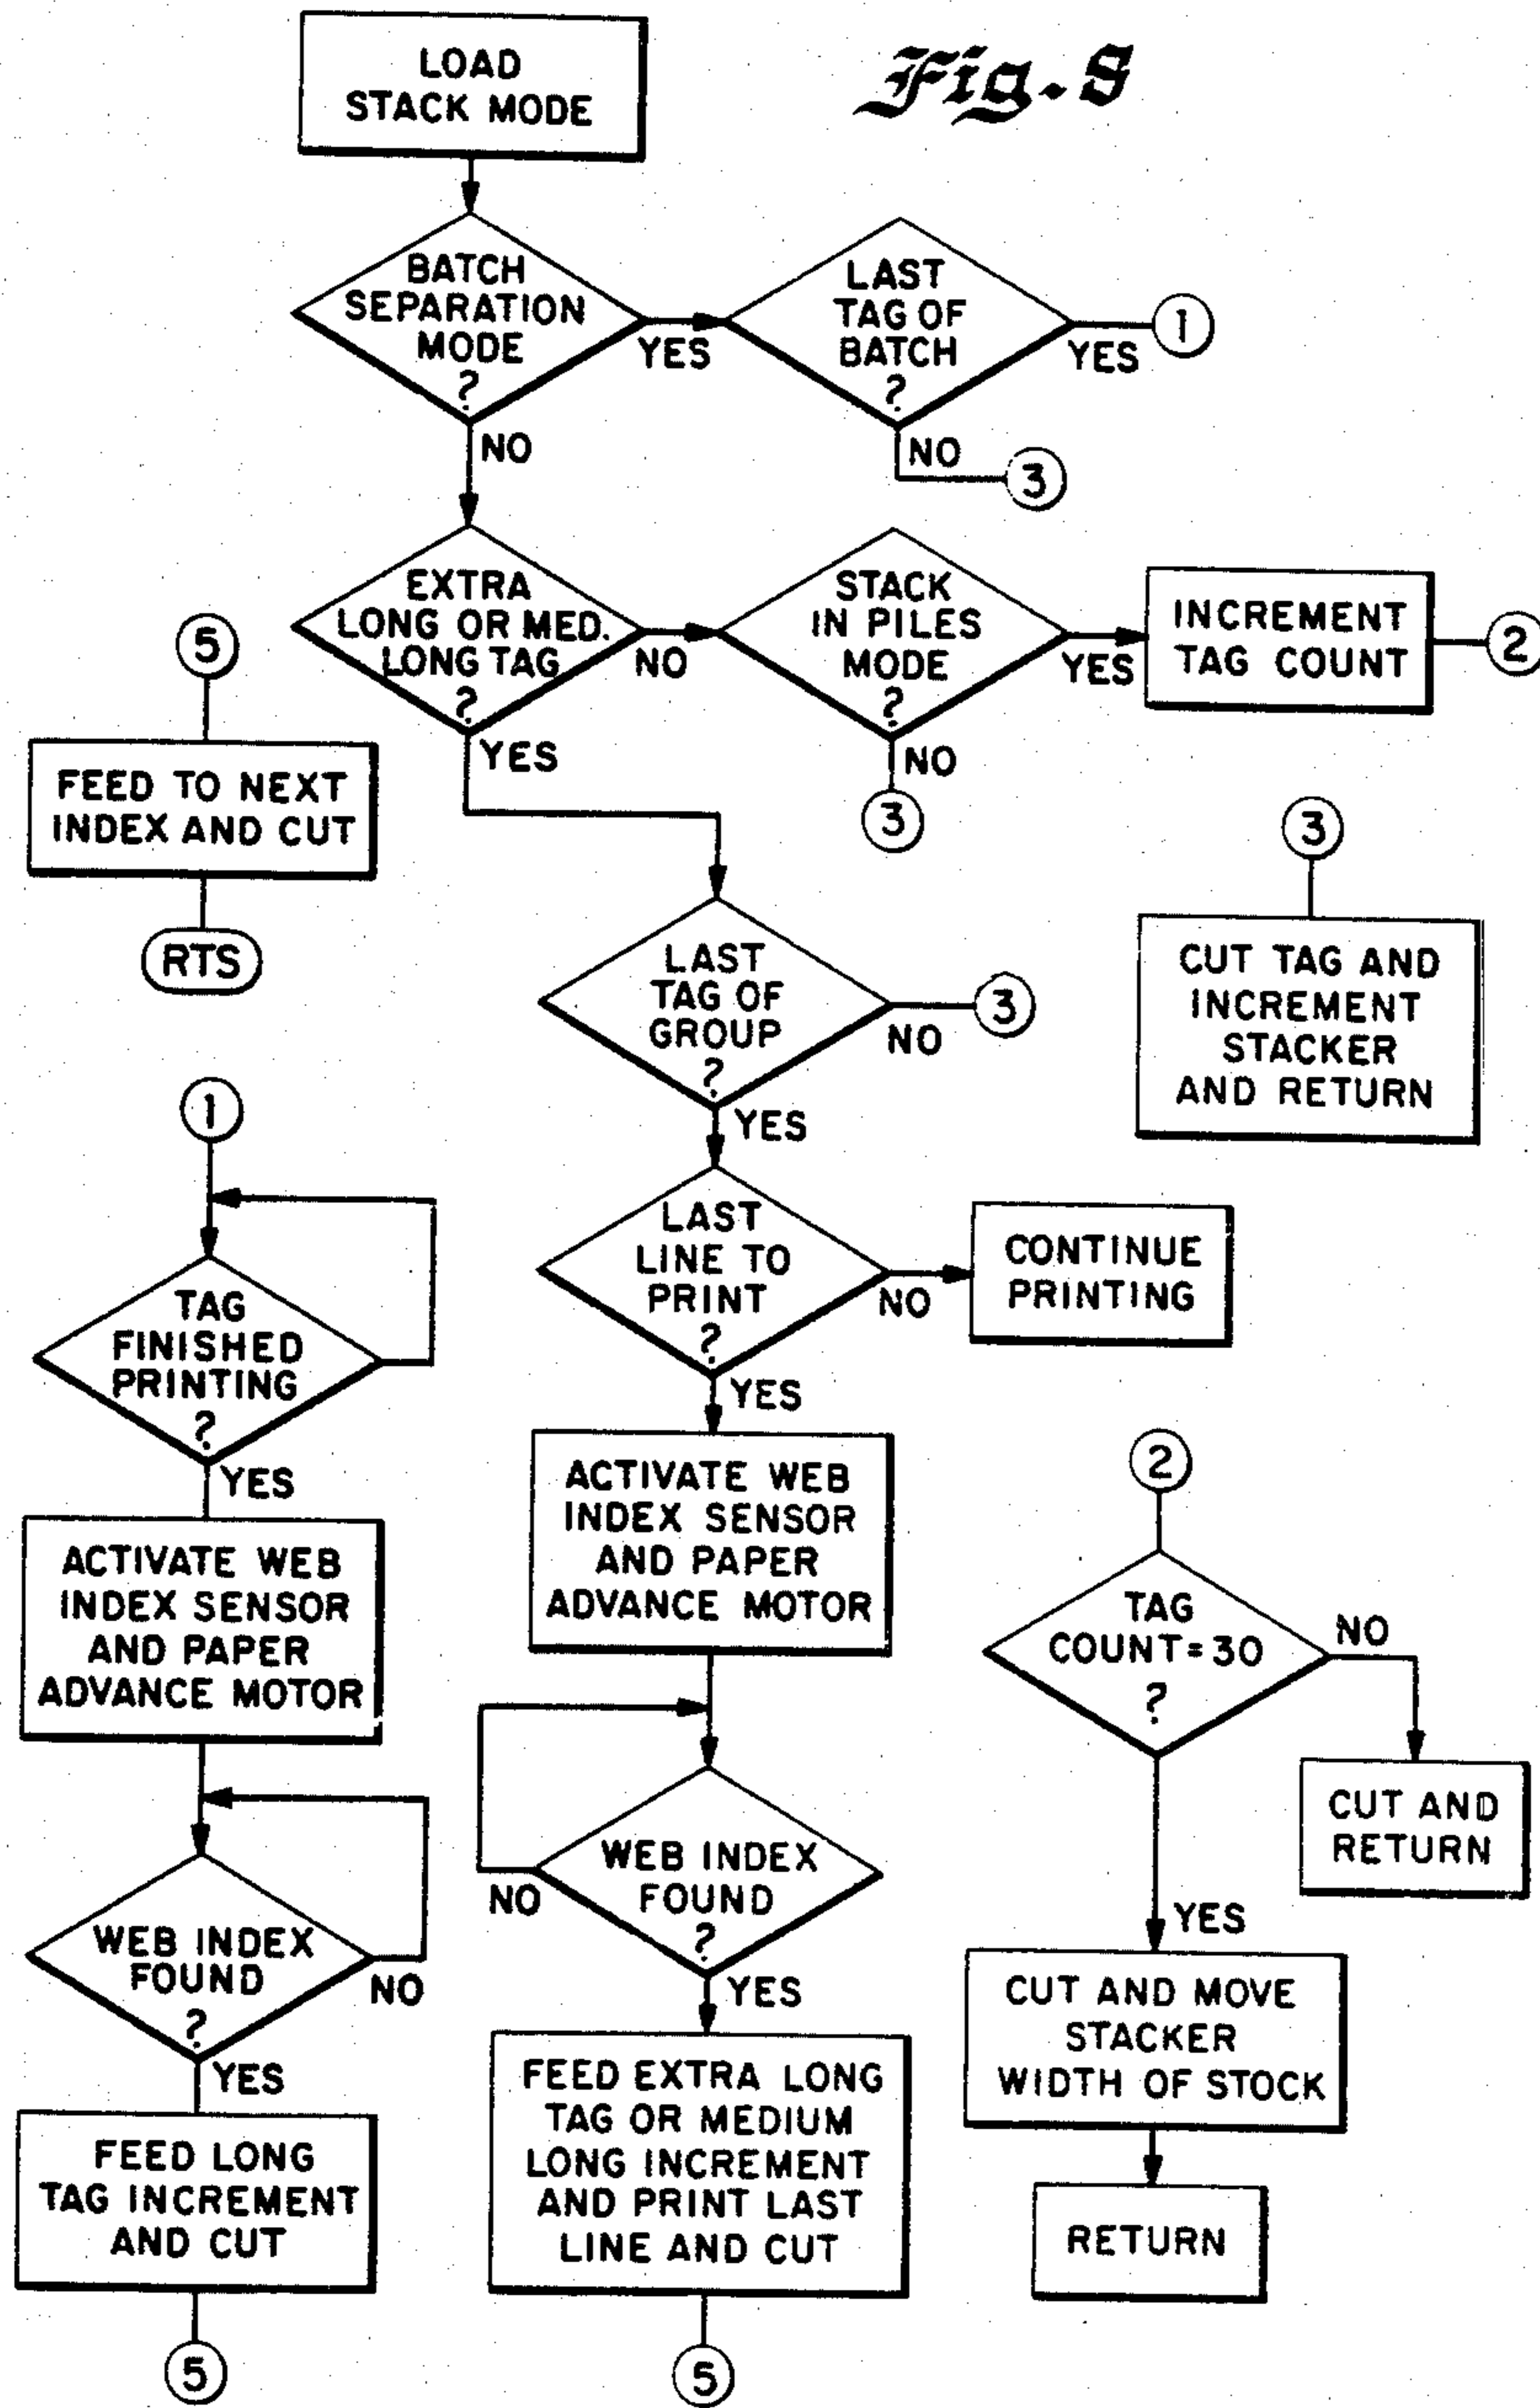 Fig. 8
LOAD
STACK MODE
BATCH
SEPARATION
MODE
?
YES
NO
LAST
TAG OF
BATCH
?
YES
1
NO
3
EXTRA
LONG OR MED.
LONG TAG
?
NO
YES
STACK
IN PILES
MODE
?
YES
NO
3
INCREMENT
TAG COUNT
2
5
FEED TO NEXT
INDEX AND CUT
RTS
LAST
TAG OF
GROUP
?
NO
3
YES
3
CUT TAG AND
INCREMENT
STACKER
AND RETURN
LAST
LINE TO
PRINT
?
NO
CONTINUE
PRINTING
YES
ACTIVATE WEB
INDEX SENSOR
AND PAPER
ADVANCE MOTOR
WEB INDEX
FOUND
?
NO
YES
FEED EXTRA LONG
TAG OR MEDIUM
LONG INCREMENT
AND PRINT LAST
LINE AND CUT
5
1
TAG
FINISHED
PRINTING
?
YES
ACTIVATE WEB
INDEX SENSOR
AND PAPER
ADVANCE MOTOR
WEB INDEX
FOUND
?
NO
YES
FEED LONG
TAG INCREMENT
AND CUT
5
2
TAG
COUNT=30
?
NO
CUT AND
RETURN
YES
CUT AND MOVE
STACKER
WIDTH OF STOCK
RETURN